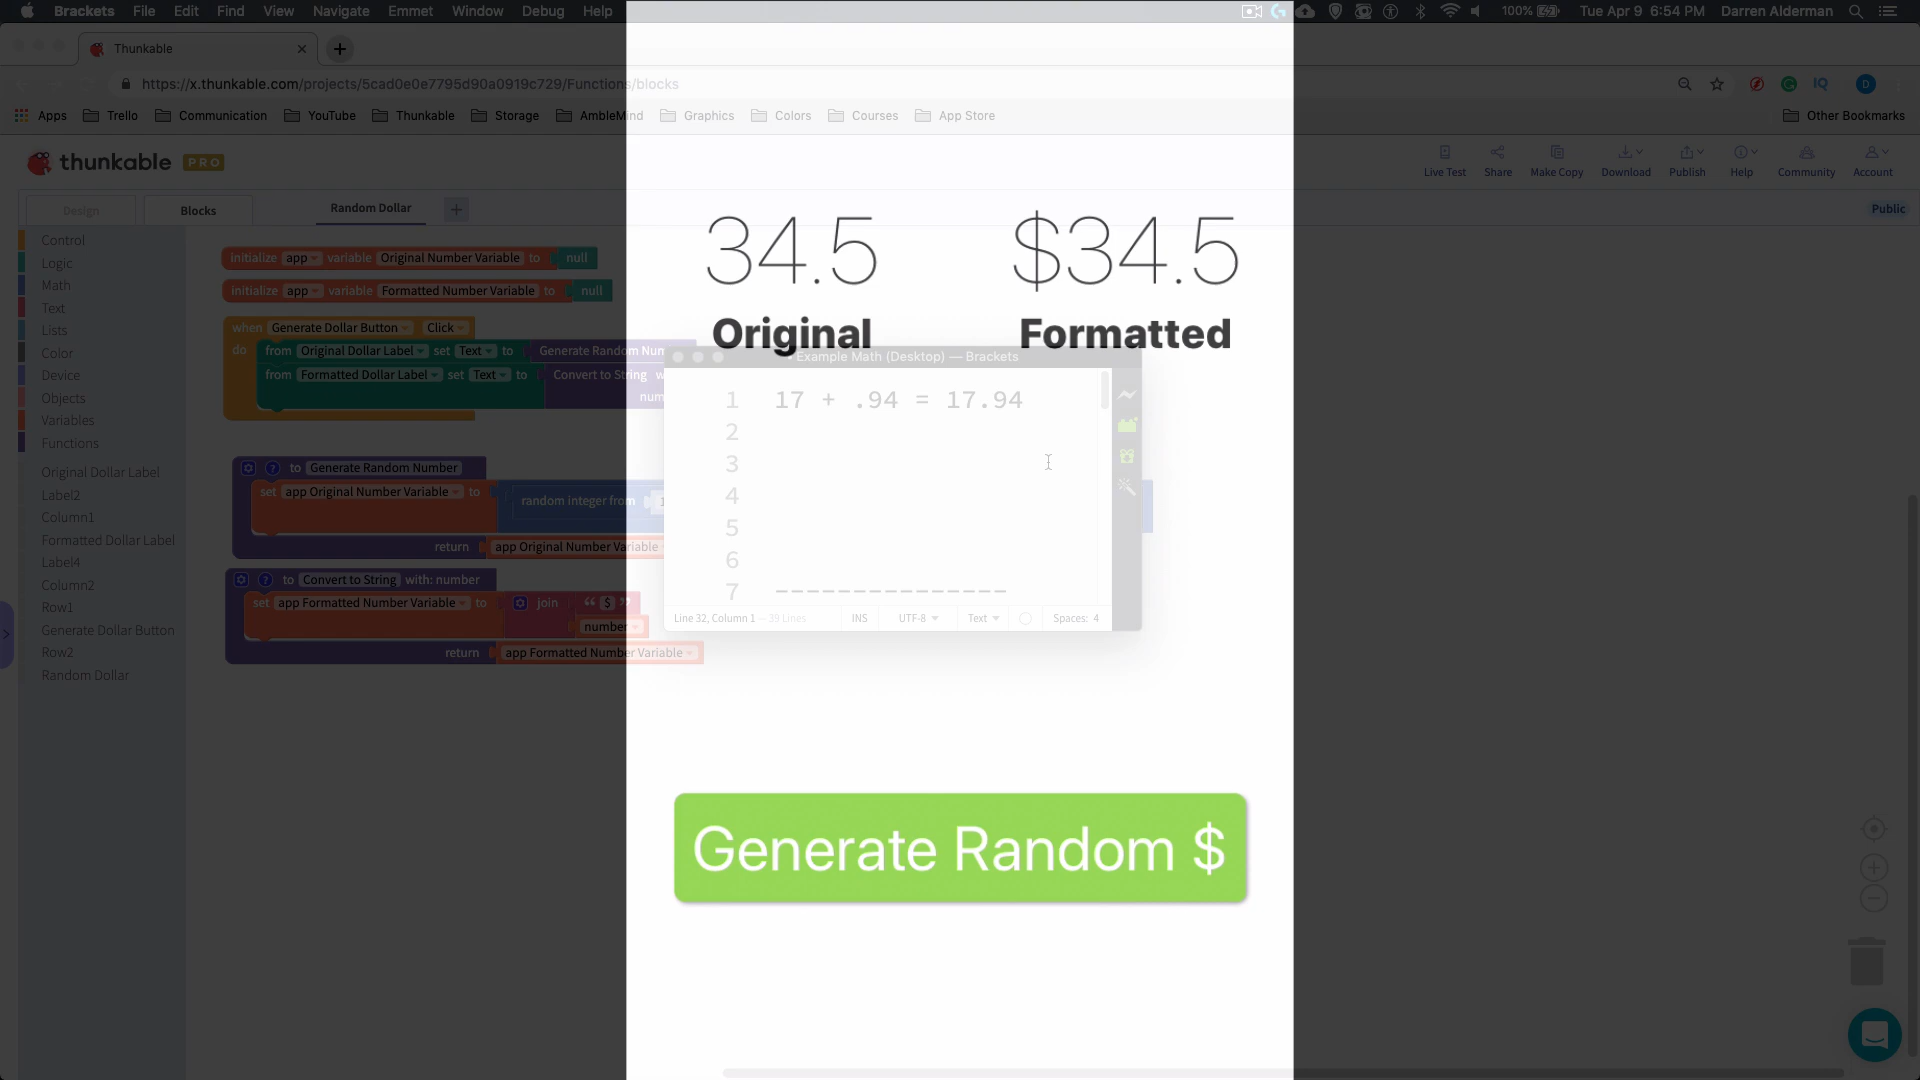 Brackets File Edit Find View Navigate Emmet Window Debug Help 100% Tue Apr 9 6:54 PM Darren Alderman
Thunkable
https://x.thunkable.com/projects/5cad0e0e7795d90a0919c729/Functions/blocks
D
Apps Trello Communication YouTube Thunkable Storage AmbleMind Graphics Colors Courses App Store Other Bookmarks
thunkable PRO
Live Test Share Make Copy Download Publish Help Community Account
Design Blocks Random Dollar +
Public
Control
Logic
Math
Text
Lists
Color
Device
Objects
Variables
Functions
Original Dollar Label
Label2
Column1
Formatted Dollar Label
Label4
Column2
Row1
Generate Dollar Button
Row2
Random Dollar
initialize app variable Original Number Variable to null
initialize app variable Formatted Number Variable to null
when Generate Dollar Button Click
do from Original Dollar Label set Text to Generate Random Num
from Formatted Dollar Label set Text to Convert to String w
num
? to Generate Random Number
set app Original Number Variable to random integer from 1
return app Original Number Variable
? to Convert to String with: number
set app Formatted Number Variable to join “ $ ”
number
return app Formatted Number Variable
34.5 $34.5
Original Formatted
Example Math (Desktop) — Brackets
1 17 + .94 = 17.94
2
3
4
5
6
7 ---------------
Line 32, Column 1 — 39 Lines INS UTF-8 Text Spaces: 4
Generate Random $